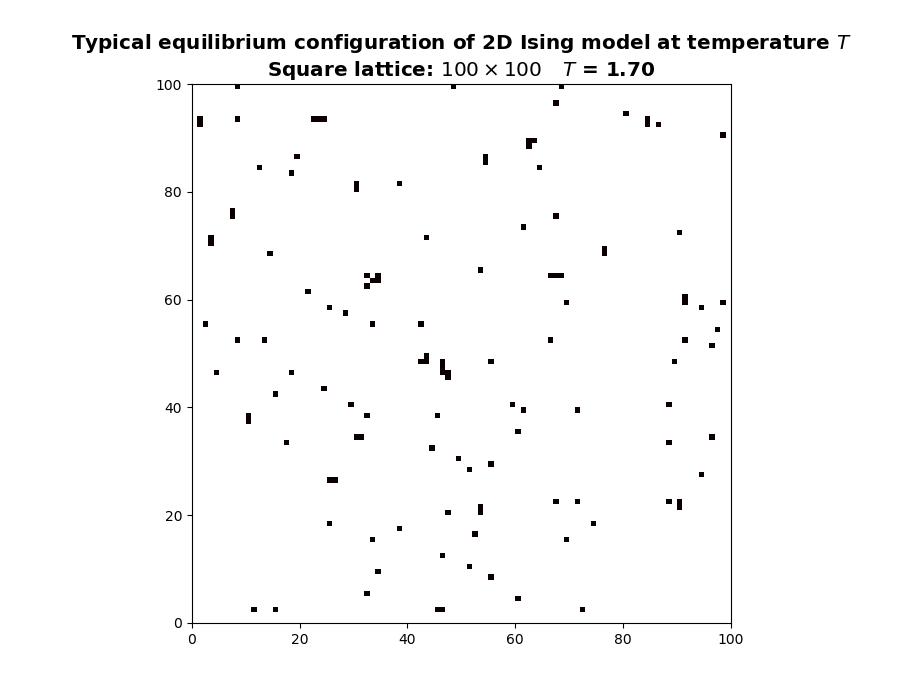 Typical equilibrium configuration of 2D Ising model at temperature T
Square lattice: 100 × 100 T = 1.70
100
80
60
40
20
0
0 20 40 60 80 100